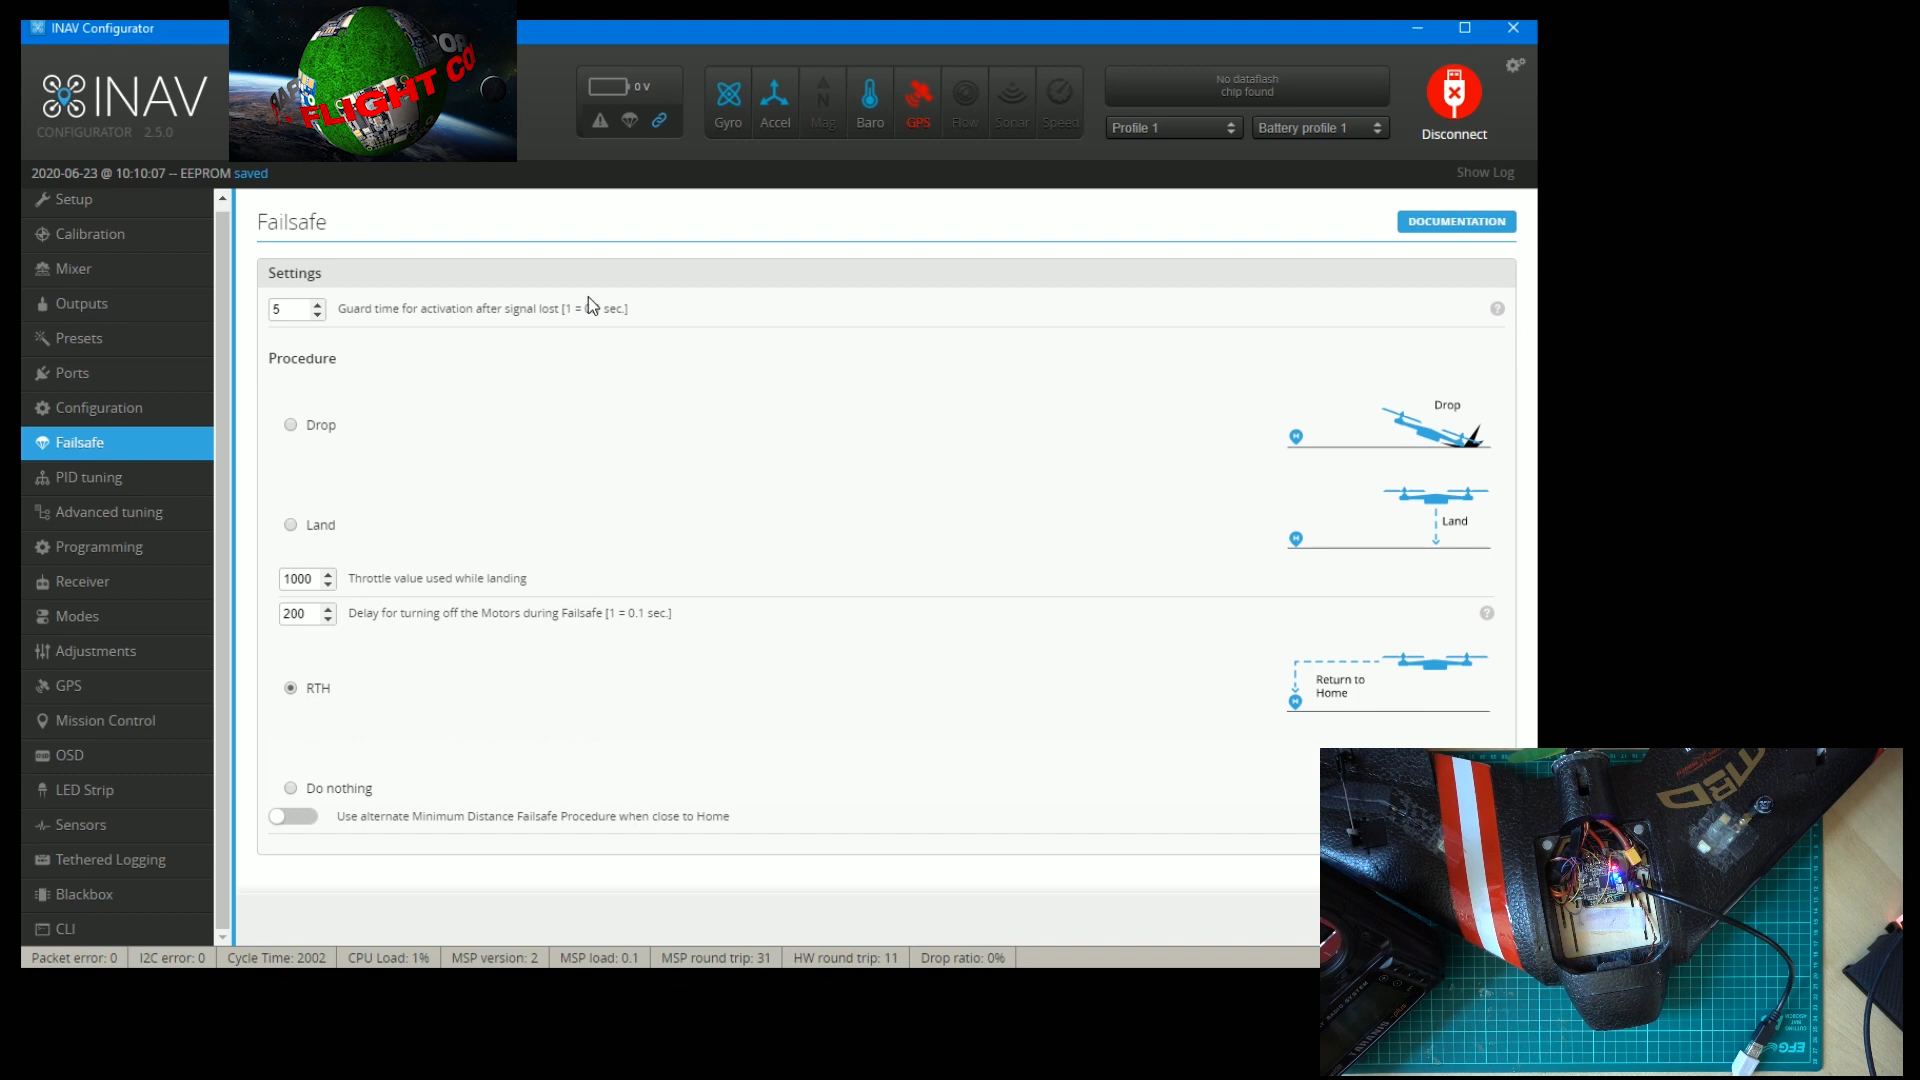 INAV Configurator
INAV
CONFIGURATOR 2.5.0
FLIGHT CO
0 V
Gyro
Accel
Mag
Baro
GPS
Flow
Sonar
Speed
No dataflash
chip found
Profile 1
Battery profile 1
Disconnect
2020-06-23 @ 10:10:07 -- EEPROM saved
Show Log
Setup
Calibration
Mixer
Outputs
Presets
Ports
Configuration
Failsafe
PID tuning
Advanced tuning
Programming
Receiver
Modes
Adjustments
GPS
Mission Control
OSD
LED Strip
Sensors
Tethered Logging
Blackbox
CLI
Failsafe
DOCUMENTATION
Settings
5 Guard time for activation after signal lost [1 = sec.]
Procedure
Drop
Drop
Land
Land
1000 Throttle value used while landing
200 Delay for turning off the Motors during Failsafe [1 = 0.1 sec.]
RTH
Return to
Home
Do nothing
Use alternate Minimum Distance Failsafe Procedure when close to Home
Packet error: 0
I2C error: 0
Cycle Time: 2002
CPU Load: 1%
MSP version: 2
MSP load: 0.1
MSP round trip: 31
HW round trip: 11
Drop ratio: 0%
EFG
TARANIS